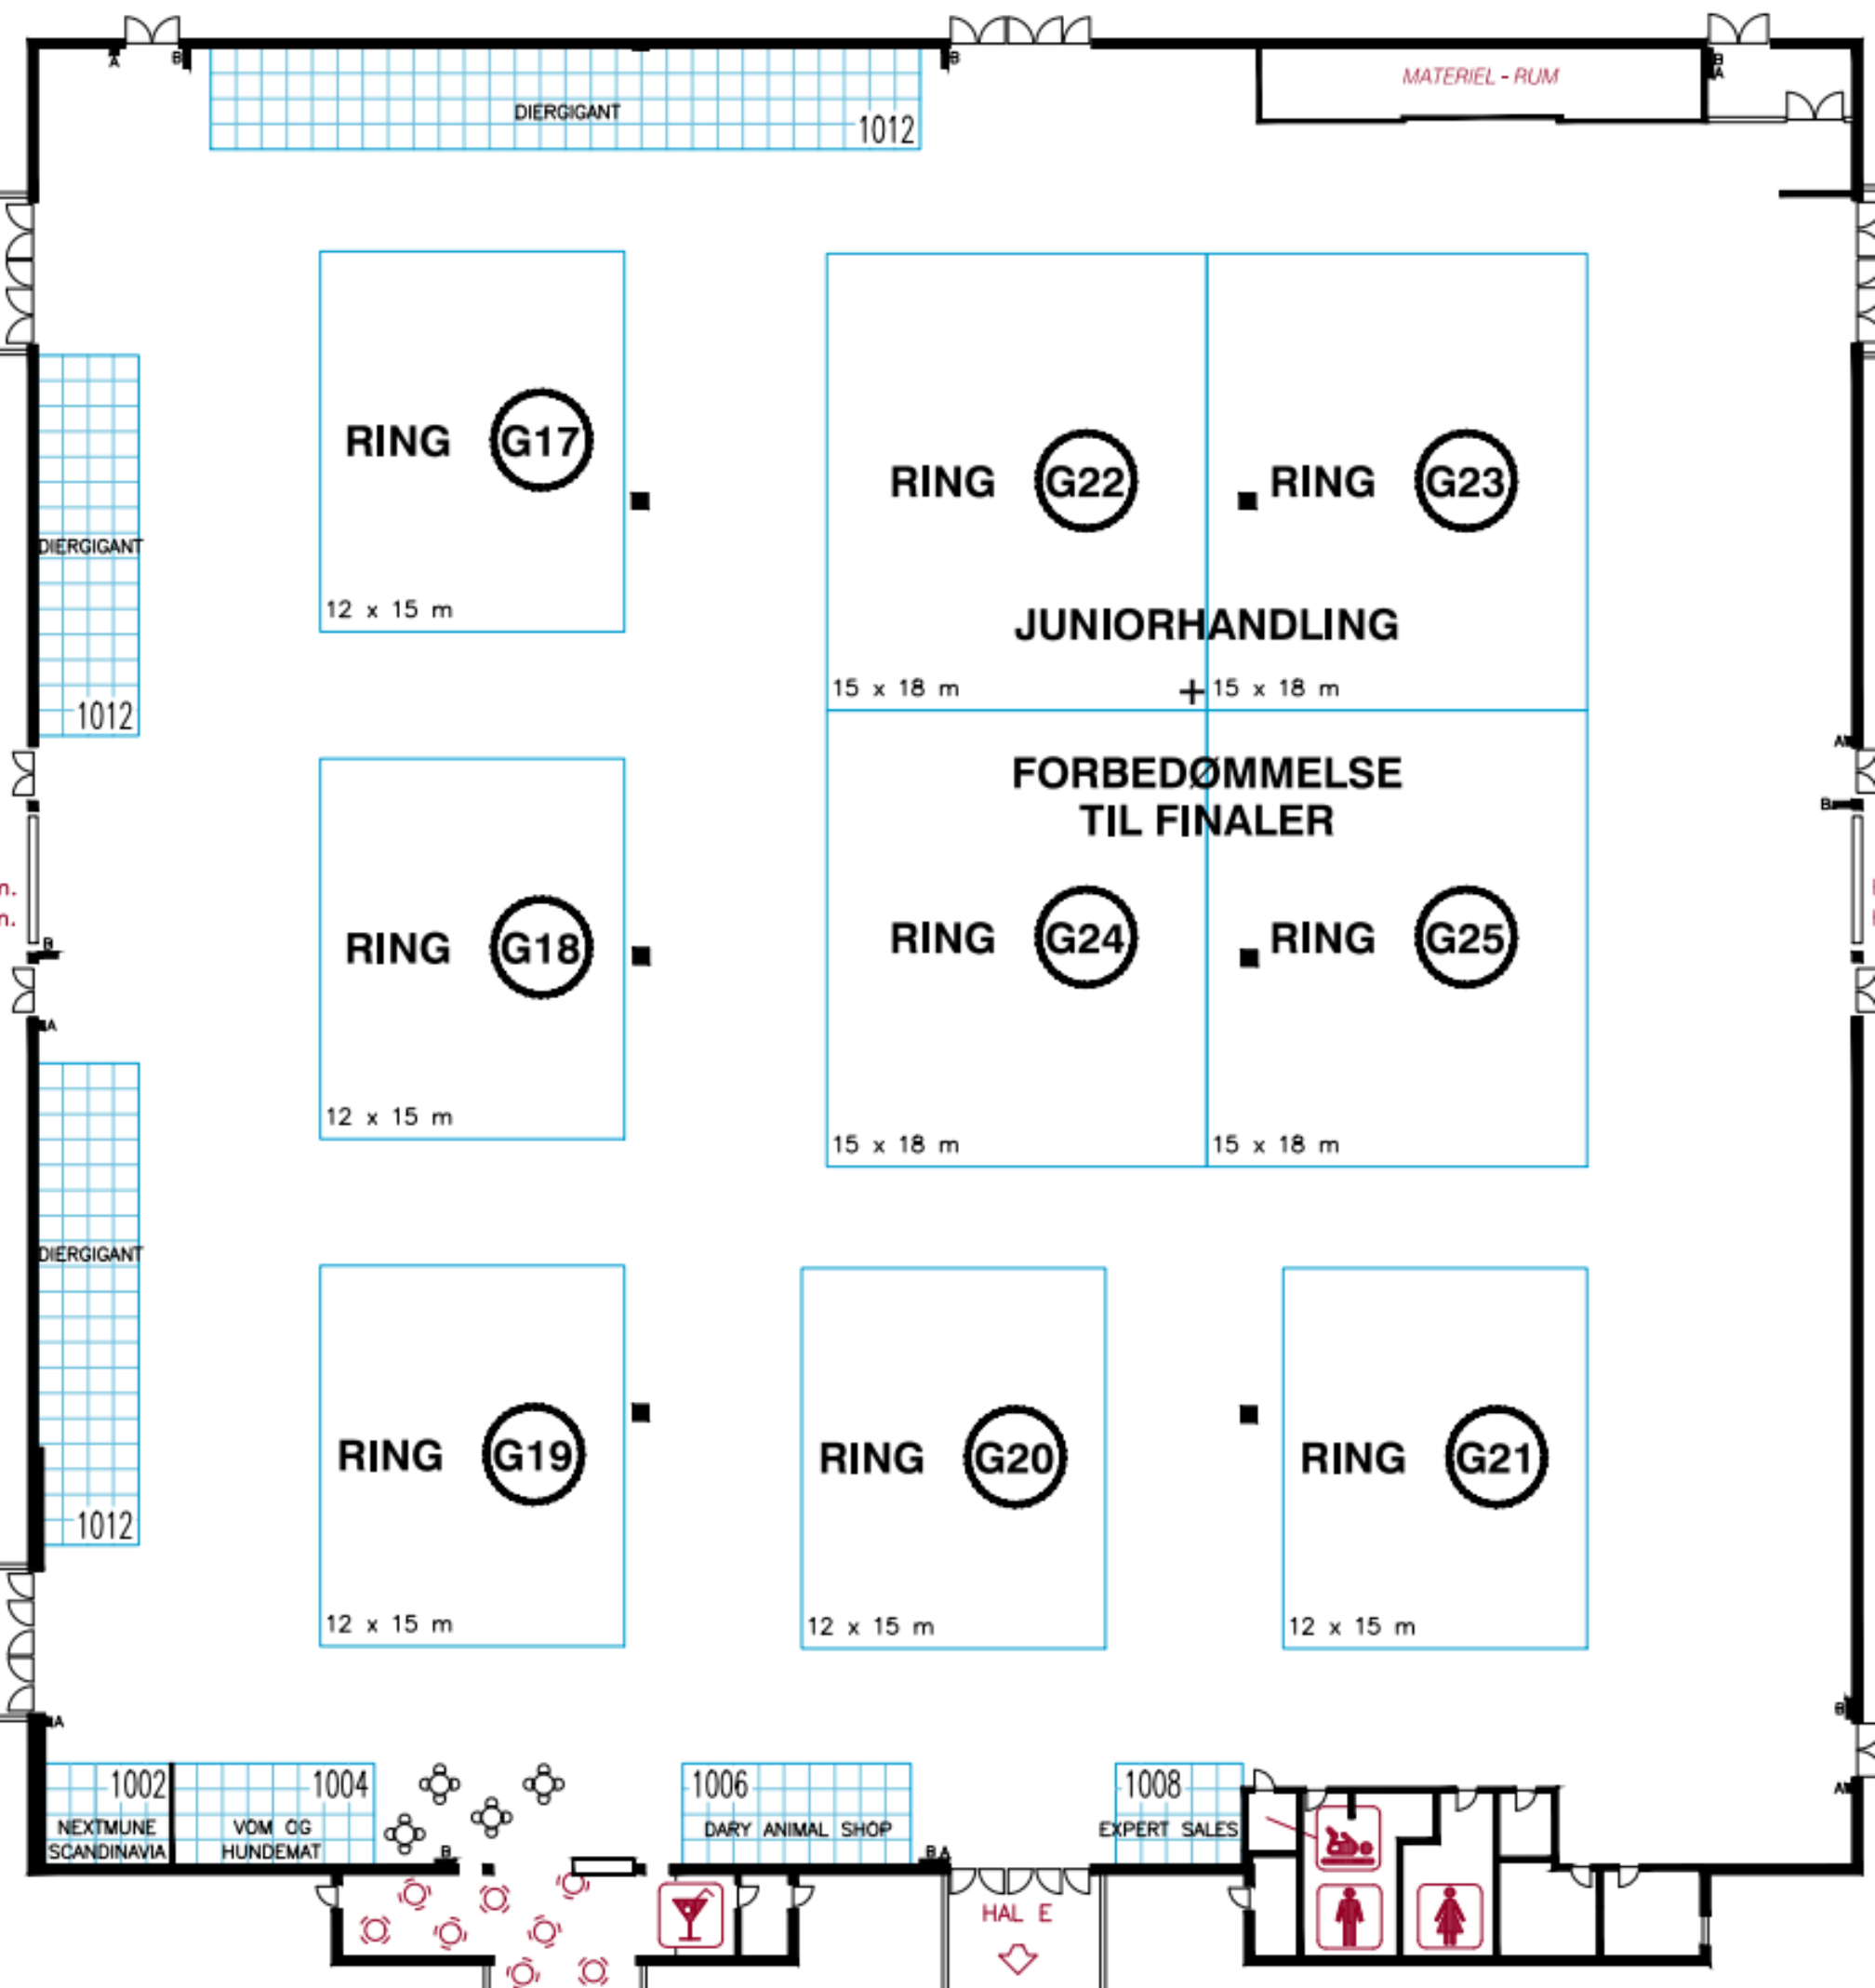 A
B
B
B
A
MATERIEL - RUM
DIERGIGANT
1012
RING G17
12 x 15 m
RING G22
RING G23
JUNIORHANDLING
15 x 18 m
15 x 18 m
DIERGIGANT
1012
FORBEDØMMELSE
TIL FINALER
A
B
RING G18
12 x 15 m
RING G24
RING G25
15 x 18 m
15 x 18 m
m.
m.
B
A
DIERGIGANT
1012
RING G19
12 x 15 m
RING G20
12 x 15 m
RING G21
12 x 15 m
A
B
A
1002
NEXTMUNE
SCANDINAVIA
1004
VOM OG
HUNDEMAT
B
1006
DARY ANIMAL SHOP
B A
1008
EXPERT SALES
HAL E